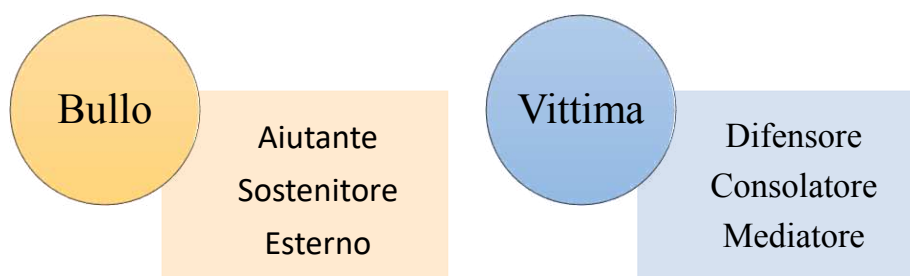 Bullo
Aiutante
Sostenitore
Esterno
Vittima
Difensore
Consolatore
Mediatore